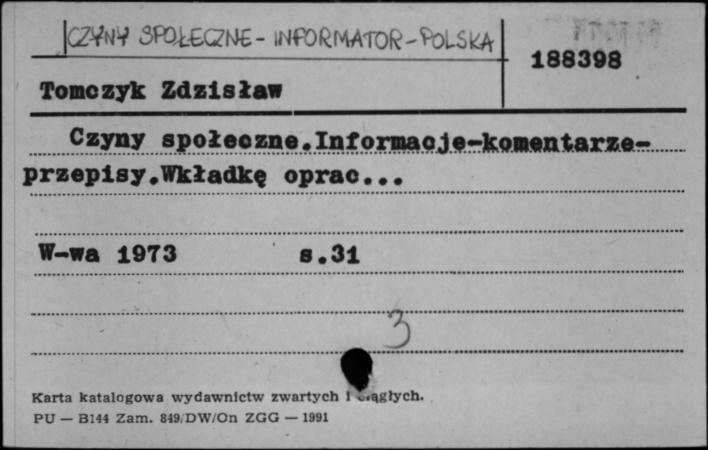 CZYNY SPOŁECZNE - INFORMATOR - POLSKA
188398
Tomczyk Zdzisław
Czyny społeczne.Informacje-komentarze-
przepisy.Wkładkę oprac...
W-wa 1973 s.31
3
Karta katalogowa wydawnictw zwartych i ciągłych.
PU — B144 Zam. 849/DW/On ZGG — 1991